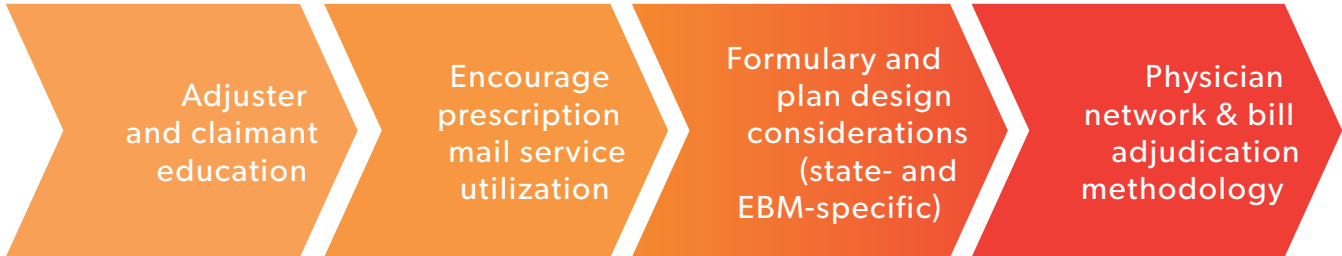 Adjuster
and claimant
education
Encourage
prescription
mail service
utilization
Formulary and
plan design
considerations
(state- and
EBM-specific)
Physician
network & bill
adjudication
methodology